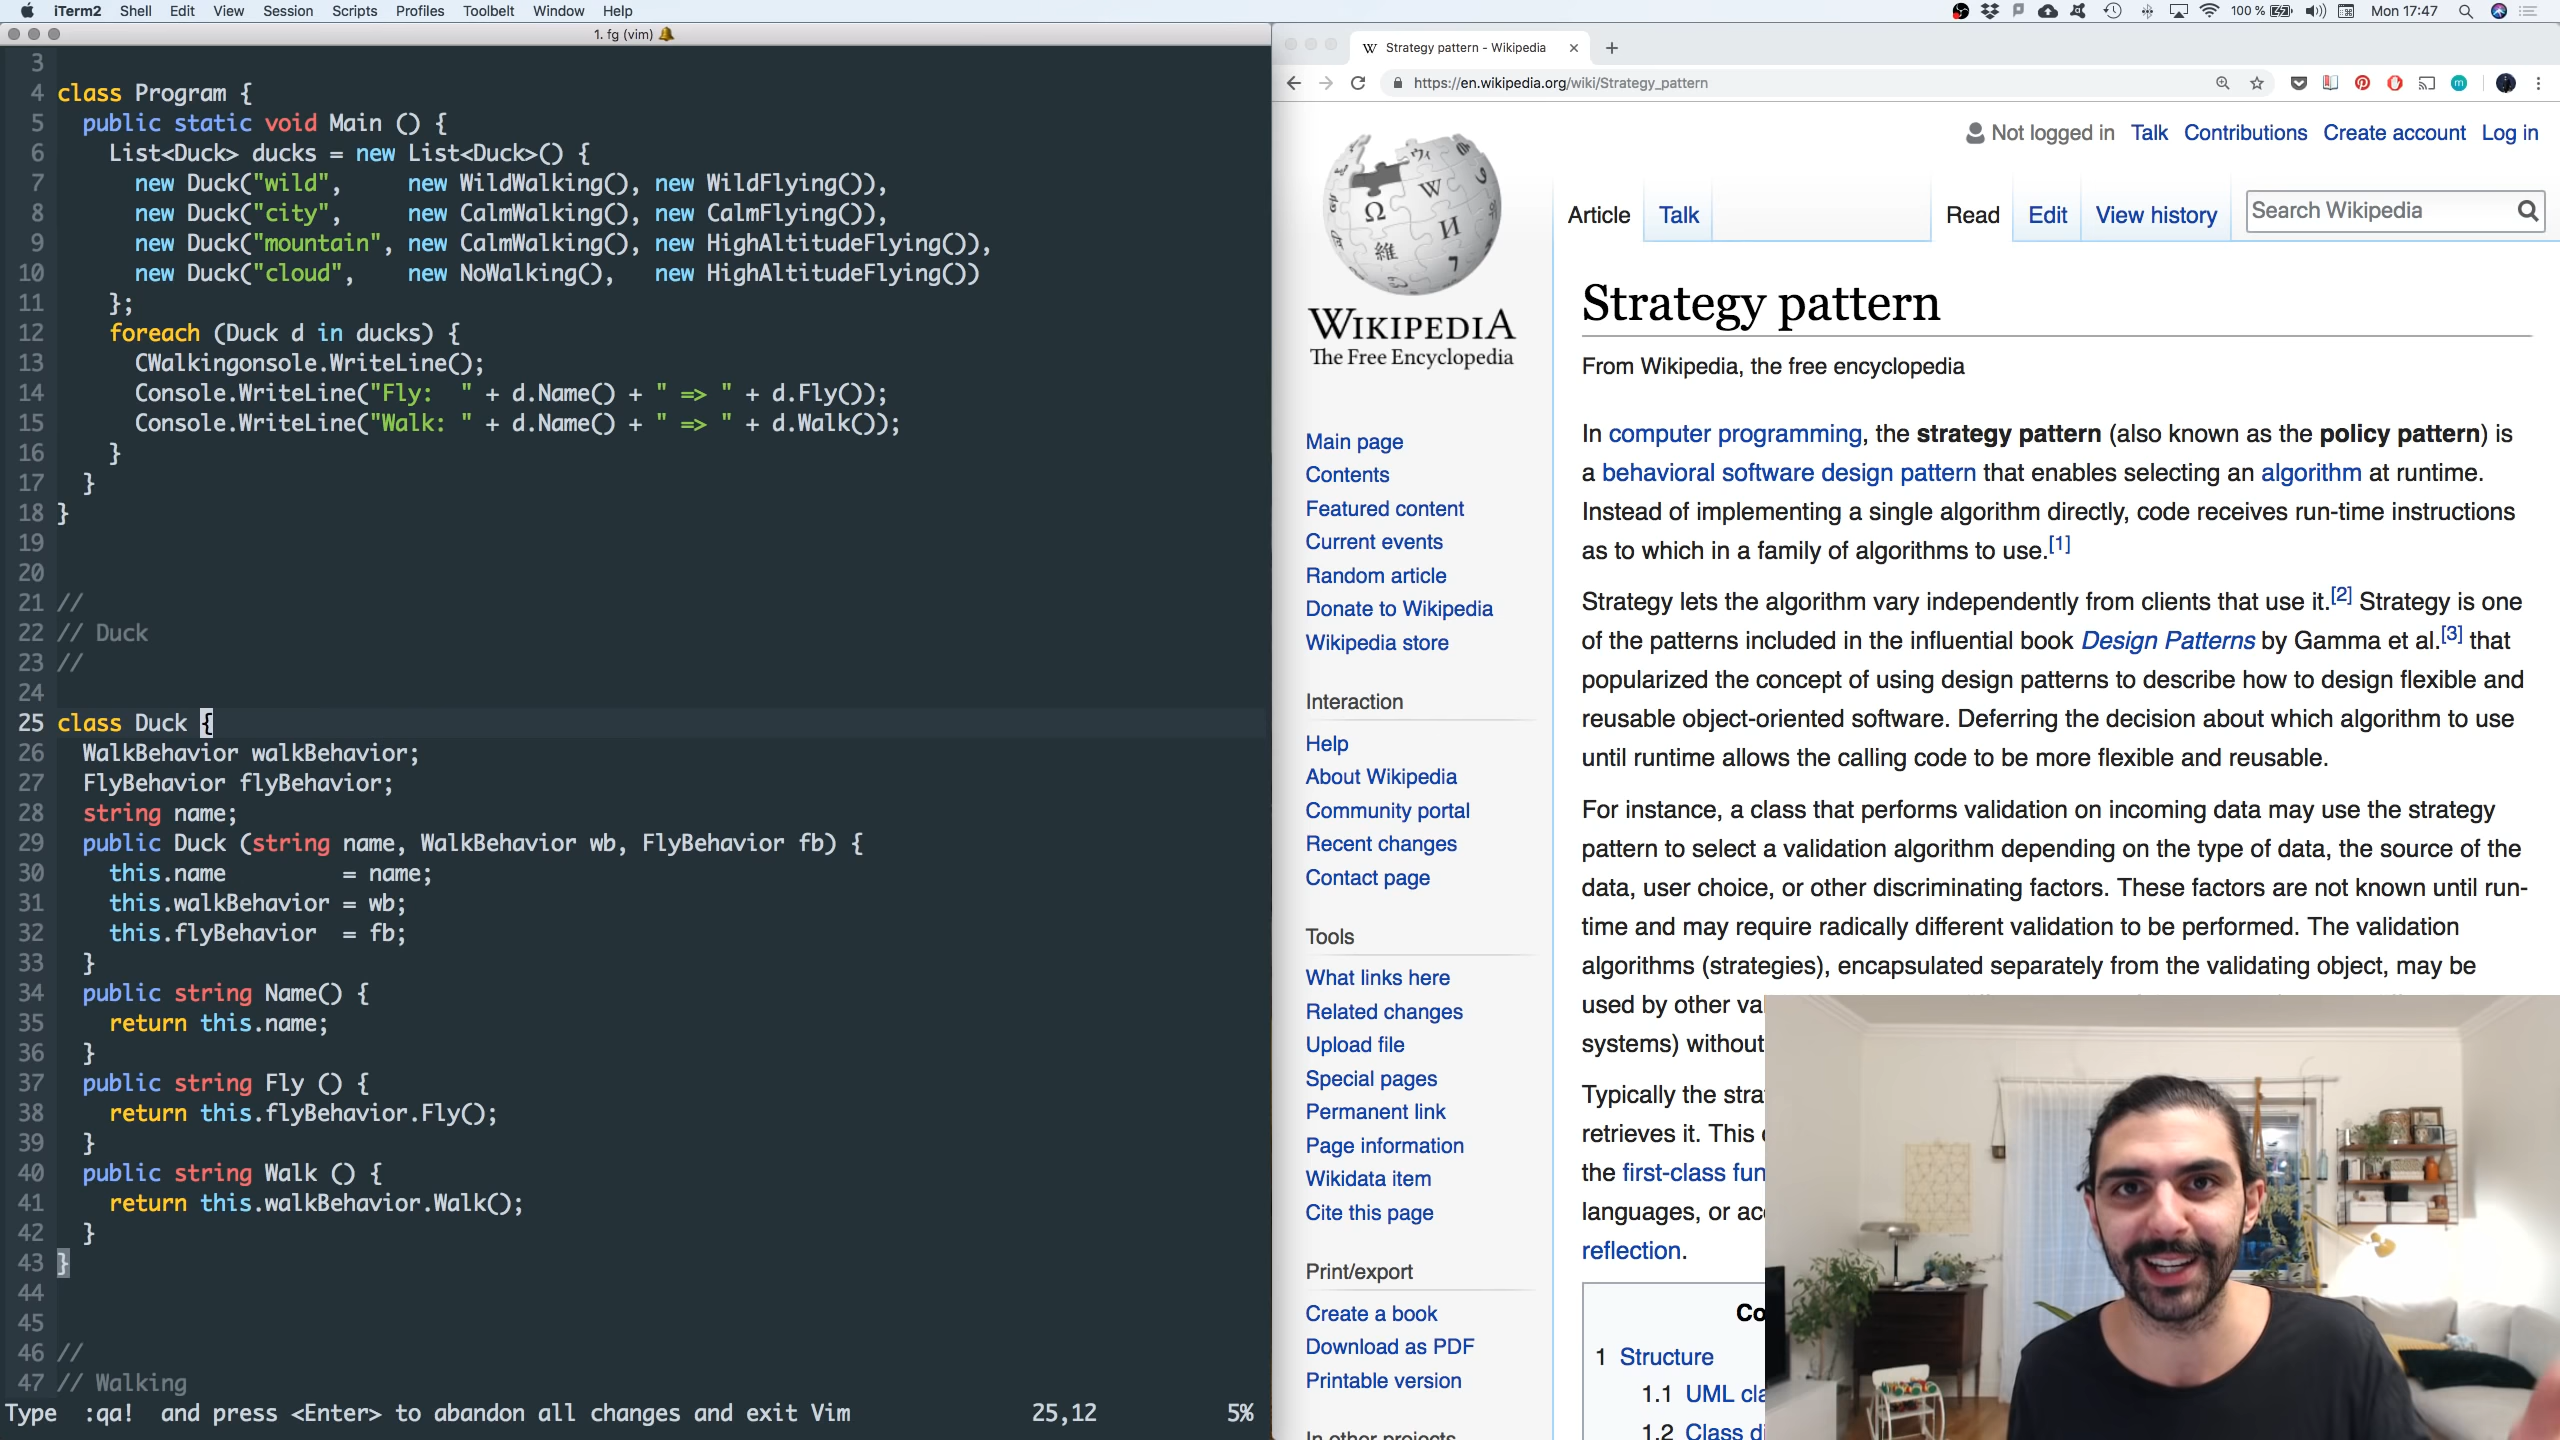 iTerm2 Shell Edit View Session Scripts Profiles Toolbelt Window Help
100 % Mon 17:47
1. fg (vim)
3
4 class Program {
5   public static void Main () {
6     List<Duck> ducks = new List<Duck>() {
7       new Duck("wild",     new WildWalking(), new WildFlying()),
8       new Duck("city",     new CalmWalking(), new CalmFlying()),
9       new Duck("mountain", new CalmWalking(), new HighAltitudeFlying()),
10       new Duck("cloud",    new NoWalking(),   new HighAltitudeFlying())
11     };
12     foreach (Duck d in ducks) {
13       CWalkingonsole.WriteLine();
14       Console.WriteLine("Fly:  " + d.Name() + " => " + d.Fly());
15       Console.WriteLine("Walk: " + d.Name() + " => " + d.Walk());
16     }
17   }
18 }
19
20
21 //
22 // Duck
23 //
24
25 class Duck {
26   WalkBehavior walkBehavior;
27   FlyBehavior flyBehavior;
28   string name;
29   public Duck (string name, WalkBehavior wb, FlyBehavior fb) {
30     this.name         = name;
31     this.walkBehavior = wb;
32     this.flyBehavior  = fb;
33   }
34   public string Name() {
35     return this.name;
36   }
37   public string Fly () {
38     return this.flyBehavior.Fly();
39   }
40   public string Walk () {
41     return this.walkBehavior.Walk();
42   }
43 }
44
45
46 //
47 // Walking
Type  :qa!  and press <Enter> to abandon all changes and exit Vim 25,12 5%
Strategy pattern - Wikipedia
https://en.wikipedia.org/wiki/Strategy_pattern
Not logged in Talk Contributions Create account Log in
Article Talk Read Edit View history Search Wikipedia
WIKIPEDIA
The Free Encyclopedia
Main page
Contents
Featured content
Current events
Random article
Donate to Wikipedia
Wikipedia store
Interaction
Help
About Wikipedia
Community portal
Recent changes
Contact page
Tools
What links here
Related changes
Upload file
Special pages
Permanent link
Page information
Wikidata item
Cite this page
Print/export
Create a book
Download as PDF
Printable version
In other projects
Strategy pattern
From Wikipedia, the free encyclopedia
In computer programming, the strategy pattern (also known as the policy pattern) is
a behavioral software design pattern that enables selecting an algorithm at runtime.
Instead of implementing a single algorithm directly, code receives run-time instructions
as to which in a family of algorithms to use.[1]
Strategy lets the algorithm vary independently from clients that use it.[2] Strategy is one
of the patterns included in the influential book Design Patterns by Gamma et al.[3] that
popularized the concept of using design patterns to describe how to design flexible and
reusable object-oriented software. Deferring the decision about which algorithm to use
until runtime allows the calling code to be more flexible and reusable.
For instance, a class that performs validation on incoming data may use the strategy
pattern to select a validation algorithm depending on the type of data, the source of the
data, user choice, or other discriminating factors. These factors are not known until run-
time and may require radically different validation to be performed. The validation
algorithms (strategies), encapsulated separately from the validating object, may be
used by other va
systems) without
Typically the stra
retrieves it. This
the first-class fun
languages, or ac
reflection.
Co
1 Structure
1.1 UML cla
1.2 Class di